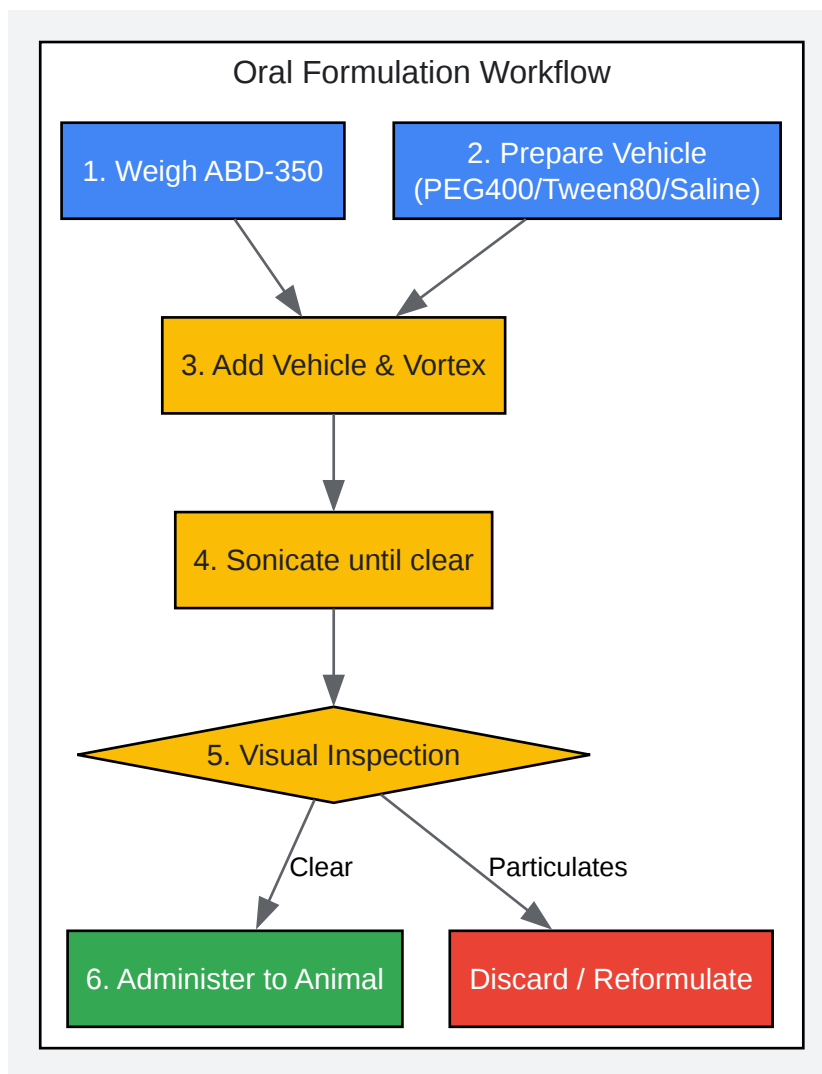 Oral Formulation Workflow
1. Weigh ABD-350
2. Prepare Vehicle
(PEG400/Tween80/Saline)
3. Add Vehicle & Vortex
4. Sonicate until clear
5. Visual Inspection
Clear
Particulates
6. Administer to Animal
Discard / Reformulate